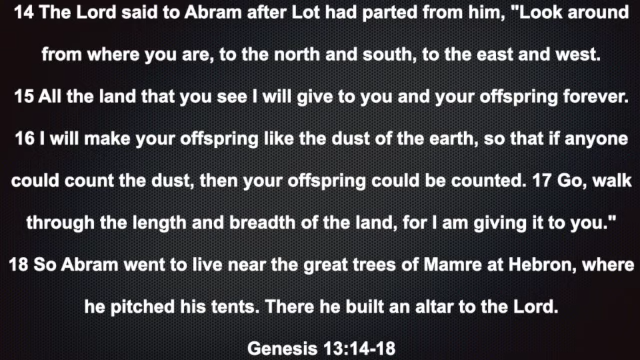 14 The Lord said to Abram after Lot had parted from him, "Look around
from where you are, to the north and south, to the east and west.
15 All the land that you see I will give to you and your offspring forever.
16 I will make your offspring like the dust of the earth, so that if anyone
could count the dust, then your offspring could be counted. 17 Go, walk
through the length and breadth of the land, for I am giving it to you."
18 So Abram went to live near the great trees of Mamre at Hebron, where
he pitched his tents. There he built an altar to the Lord.
Genesis 13:14-18